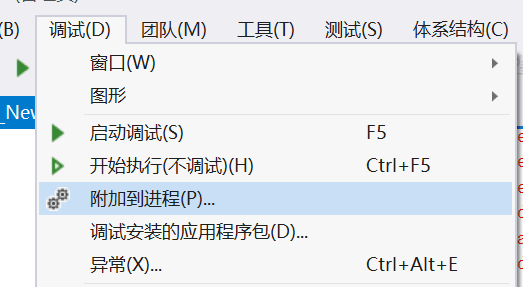 (B) 调试(D) 团队(M) 工具(T) 测试(S) 体系结构(C)
窗口(W)
图形
_New
启动调试(S) F5
开始执行(不调试)(H) Ctrl+F5
附加到进程(P)...
调试安装的应用程序包(D)...
异常(X)... Ctrl+Alt+E